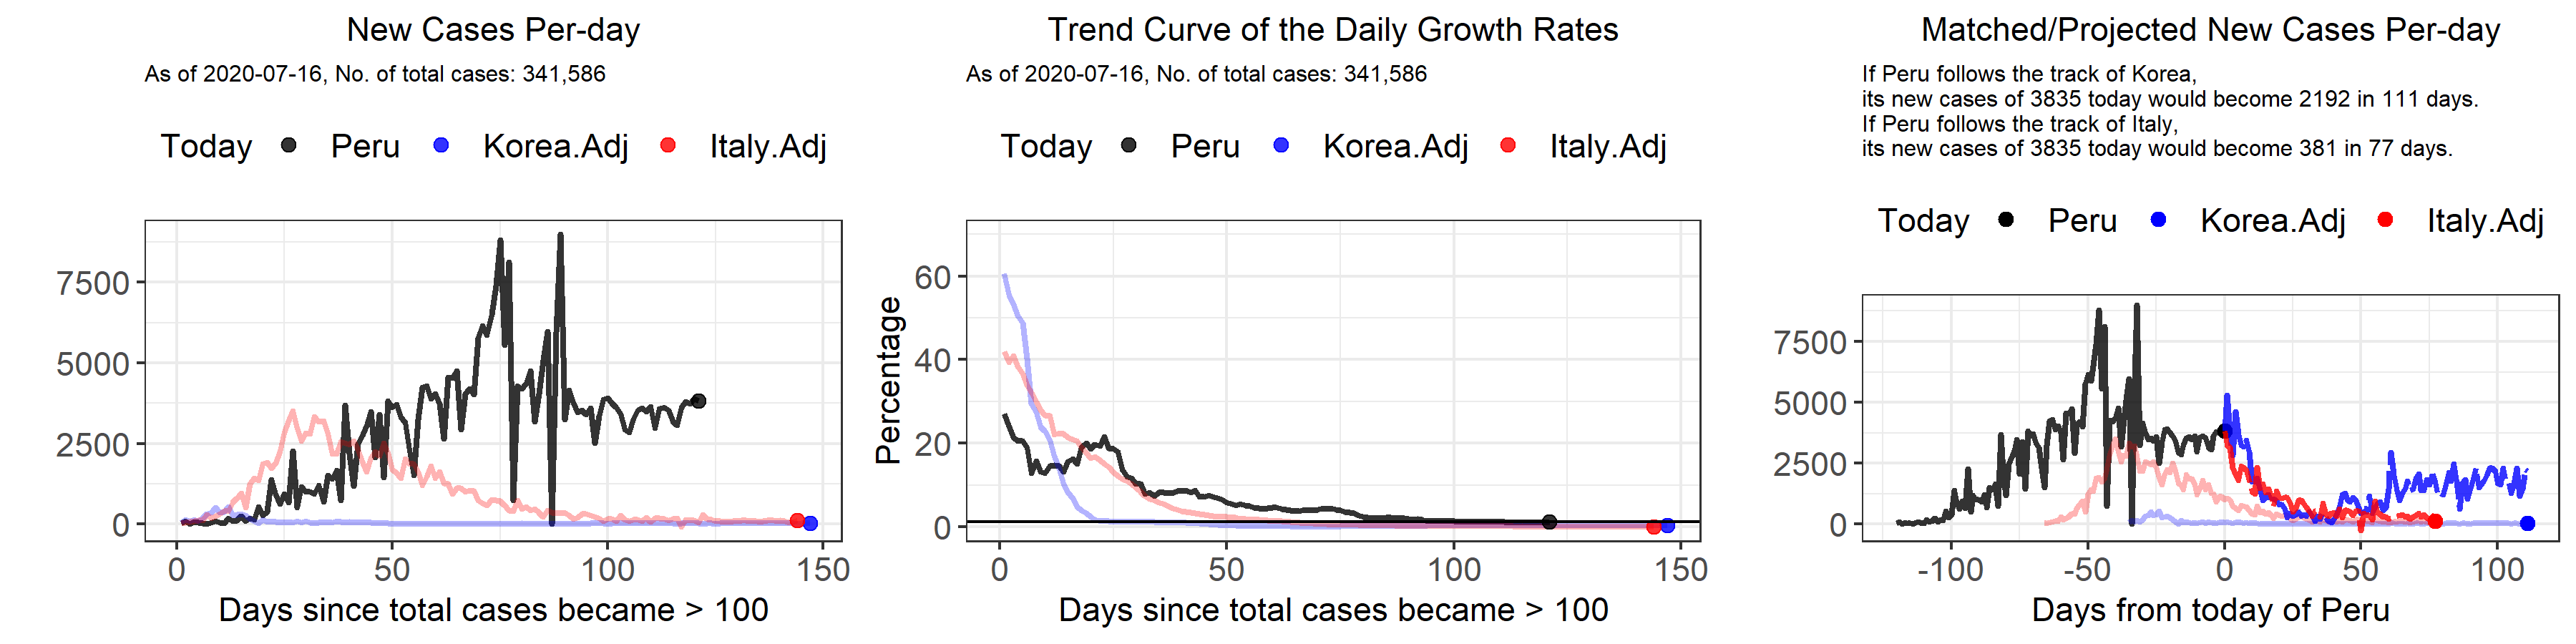 New Cases Per-day
As of 2020-07-16, No. of total cases: 341,586
Today Peru Korea.Adj Italy.Adj
7500
5000
2500
0
0 50 100 150
Days since total cases became > 100
Trend Curve of the Daily Growth Rates
As of 2020-07-16, No. of total cases: 341,586
Today Peru Korea.Adj Italy.Adj
Percentage
60
40
20
0
0 50 100 150
Days since total cases became > 100
Matched/Projected New Cases Per-day
If Peru follows the track of Korea,
its new cases of 3835 today would become 2192 in 111 days.
If Peru follows the track of Italy,
its new cases of 3835 today would become 381 in 77 days.
Today Peru Korea.Adj Italy.Adj
7500
5000
2500
0
-100 -50 0 50 100
Days from today of Peru